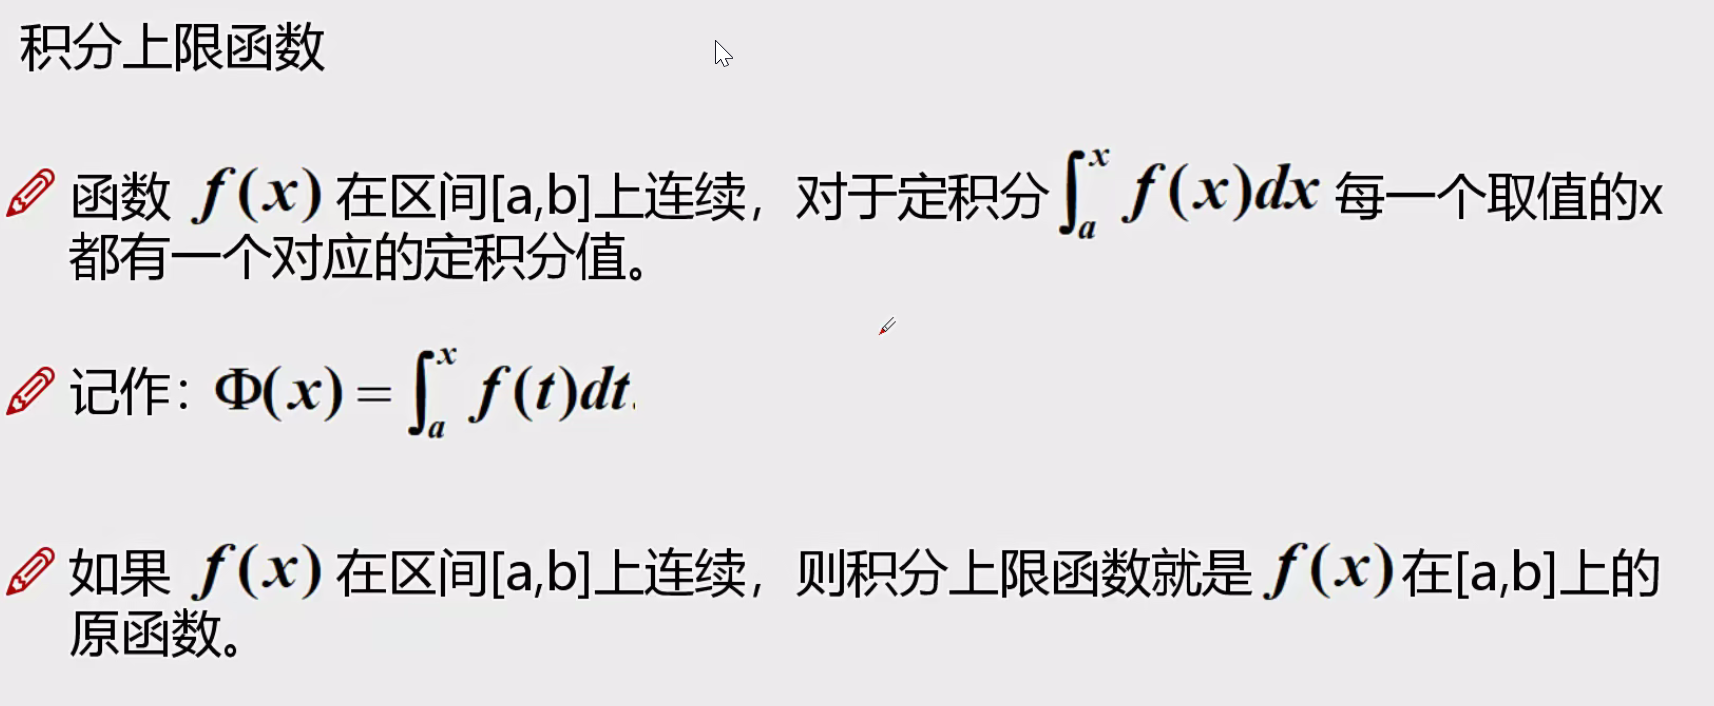 积分上限函数
函数 f(x) 在区间[a,b]上连续，对于定积分∫ₐˣ f(x)dx 每一个取值的x
都有一个对应的定积分值。
记作：Φ(x) = ∫ₐˣ f(t)dt.
如果 f(x) 在区间[a,b]上连续，则积分上限函数就是 f(x) 在[a,b]上的
原函数。